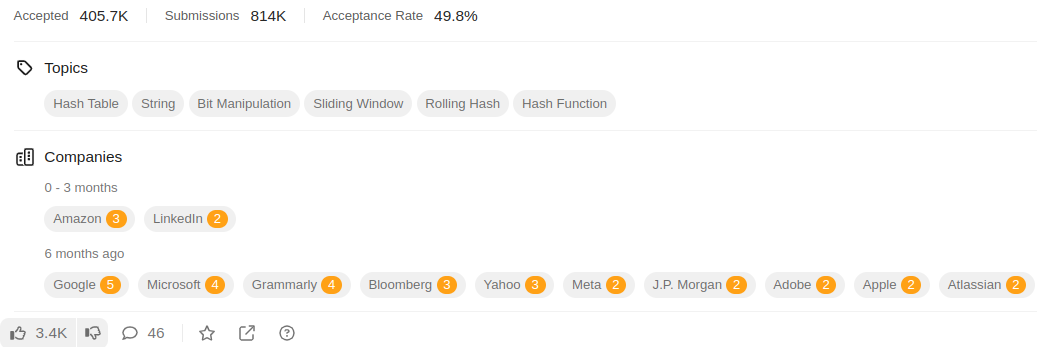 Accepted 405.7K Submissions 814K Acceptance Rate 49.8%
Topics
Hash Table String Bit Manipulation Sliding Window Rolling Hash Hash Function
Companies
0 - 3 months
Amazon 3 LinkedIn 2
6 months ago
Google 5 Microsoft 4 Grammarly 4 Bloomberg 3 Yahoo 3 Meta 2 J.P. Morgan 2 Adobe 2 Apple 2 Atlassian 2
3.4K 46